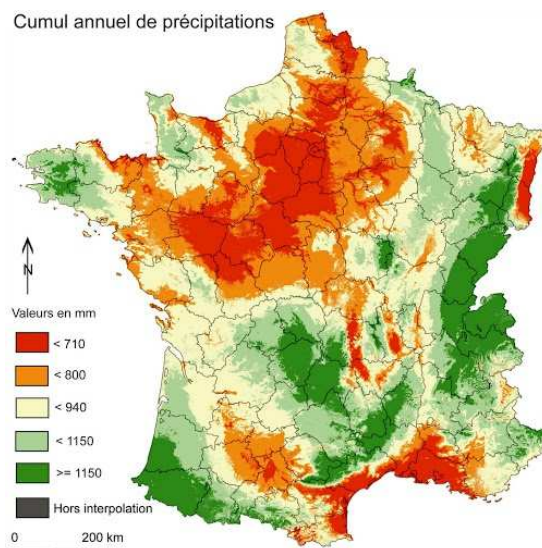 Cumul annuel de précipitations
N
Valeurs en mm
< 710
< 800
< 940
< 1150
>= 1150
Hors interpolation
0 200 km